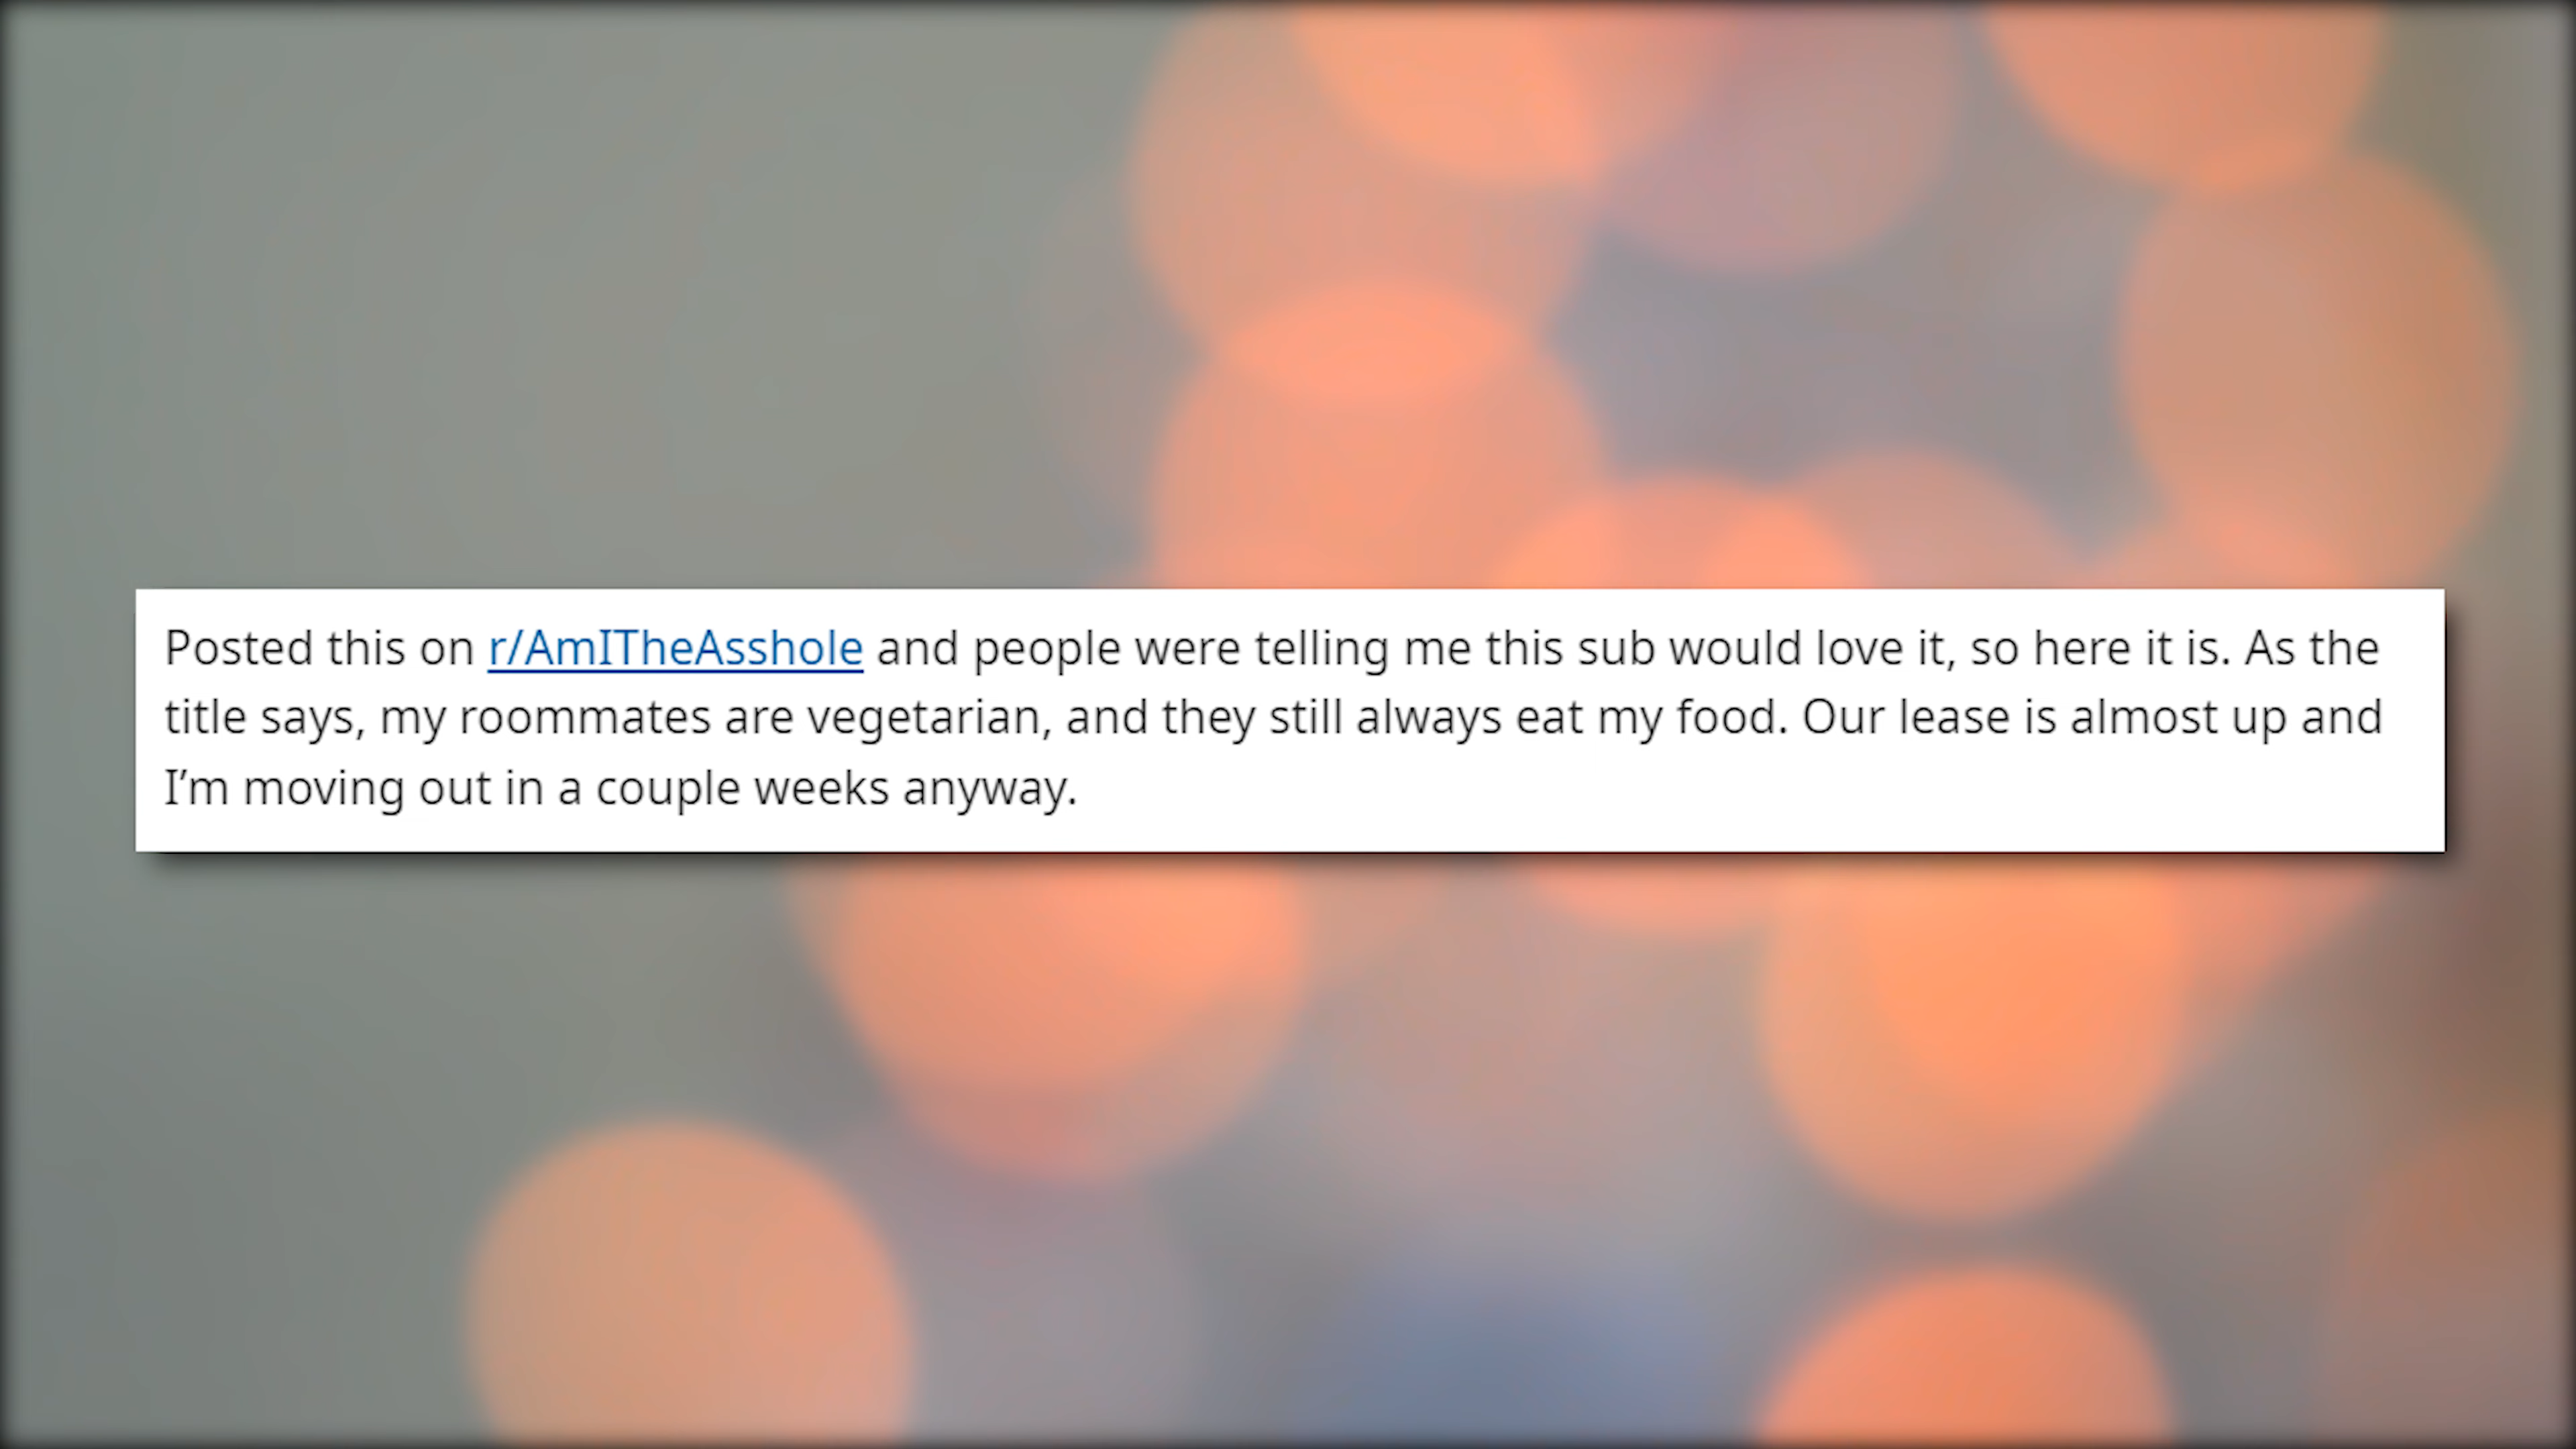 Posted this on r/AmITheAsshole and people were telling me this sub would love it, so here it is. As the
title says, my roommates are vegetarian, and they still always eat my food. Our lease is almost up and
I’m moving out in a couple weeks anyway.